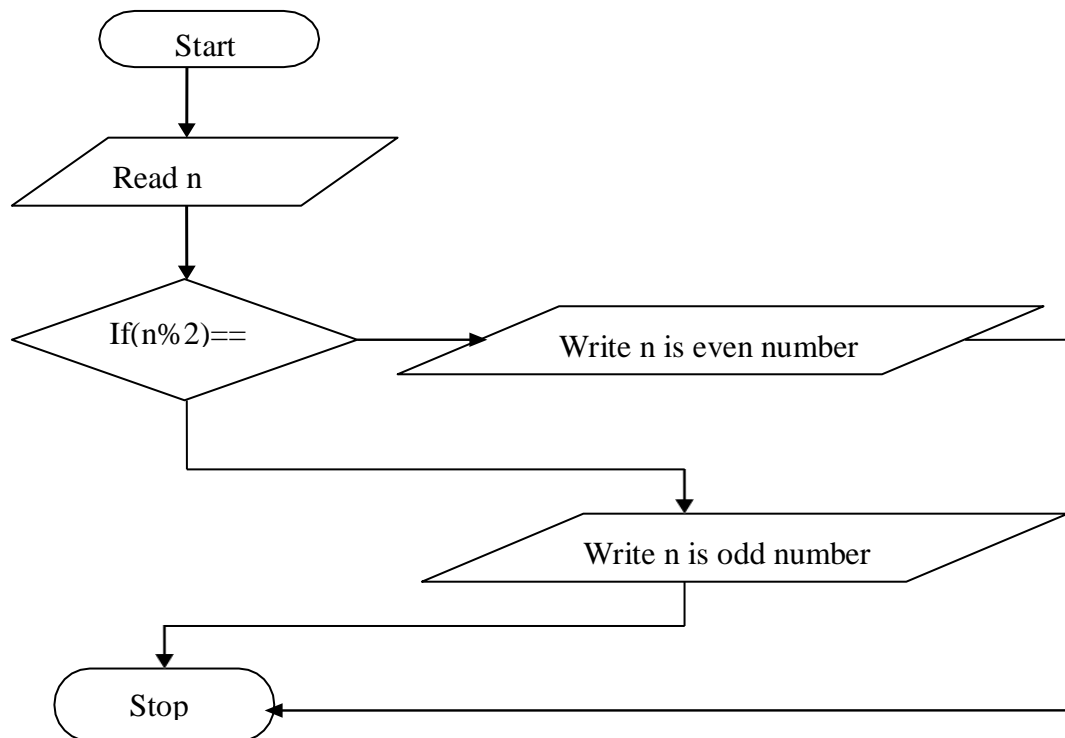 Start
Read n
If(n%2)==
Write n is even number
Write n is odd number
Stop